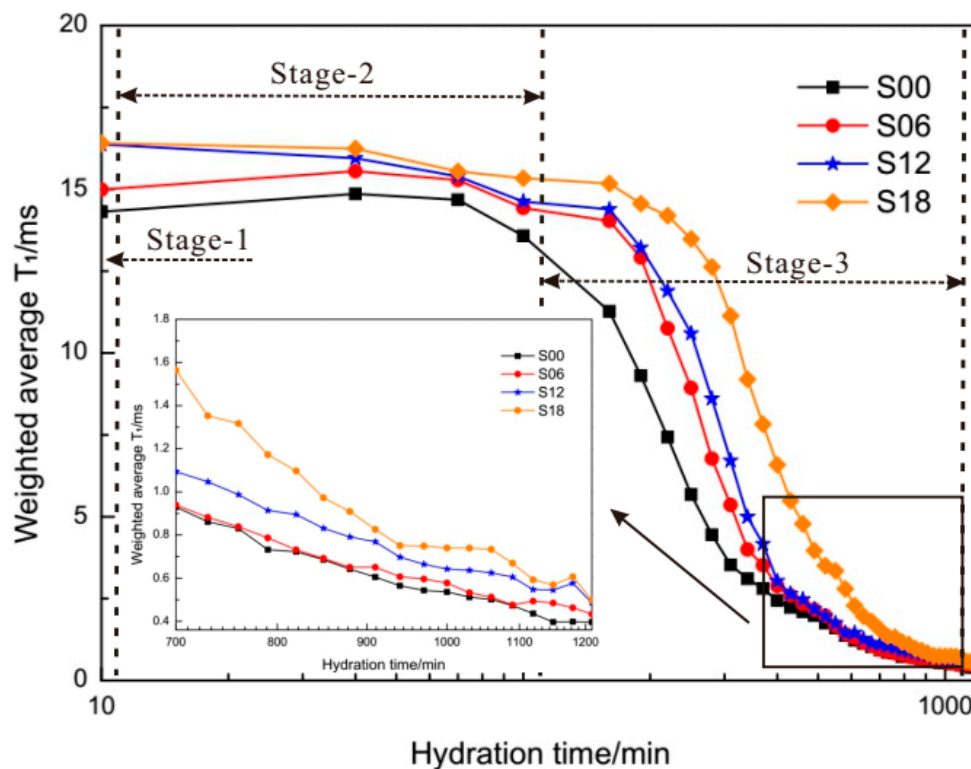 20
15
10
5
0
Weighted average T₁/ms
10
1000
Hydration time/min
Stage-2
Stage-1
Stage-3
S00
S06
S12
S18
1.8
1.6
1.4
1.2
1.0
0.8
0.6
0.4
Weighted average T₁/ms
S00
S06
S12
S18
700
800
900
1000
1100
1200
Hydration time/min